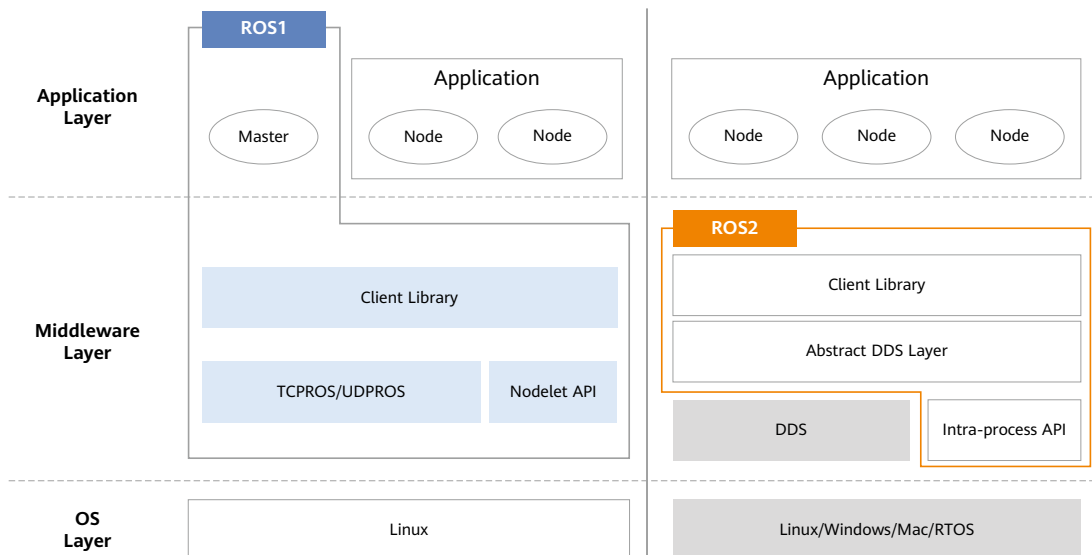 ROS1
Application
Layer
Master
Application
Node
Node
Application
Node
Node
Node
Middleware
Layer
Client Library
TCPROS/UDPROS
Nodelet API
ROS2
Client Library
Abstract DDS Layer
DDS
Intra-process API
OS
Layer
Linux
Linux/Windows/Mac/RTOS